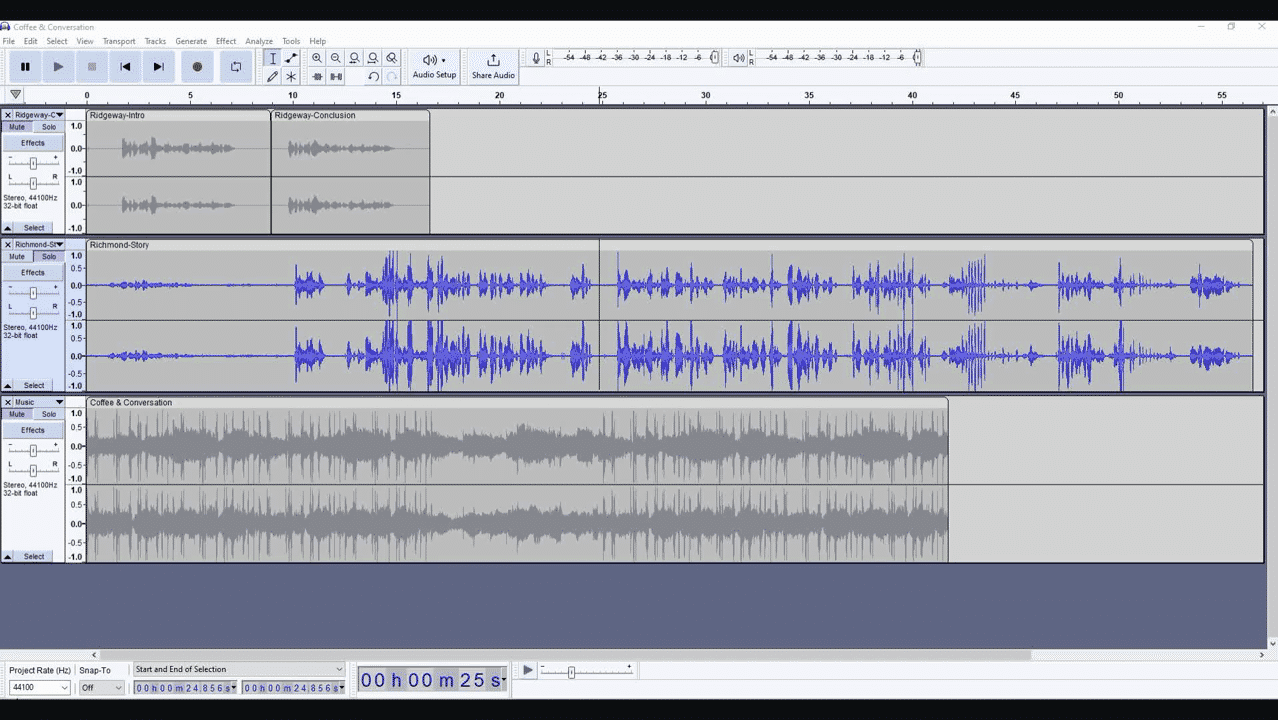 Coffee & Conversation
File Edit Select View Transport Tracks Generate Effect Analyze Tools Help
Audio Setup
Share Audio
L R -54 -48 -42 -36 -30 -24 -18 -12 -6
L R -54 -48 -42 -36 -30 -24 -18 -12 -6
0 5 10 15 20 25 30 35 40 45 50 55
Ridgeway-C
Ridgeway-Intro
Ridgeway-Conclusion
Mute Solo
1.0
Effects
0.0
- +
-1.0
L R
1.0
Stereo, 44100Hz
32-bit float
0.0
Select
-1.0
Richmond-St
Richmond-Story
Mute Solo
1.0
0.5
Effects
0.0
- +
-0.5
L R
-1.0
Stereo, 44100Hz
32-bit float
1.0
0.5
0.0
-0.5
Select
-1.0
Music
Coffee & Conversation
Mute Solo
1.0
0.5
Effects
0.0
- +
-0.5
L R
-1.0
Stereo, 44100Hz
32-bit float
1.0
0.5
0.0
-0.5
Select
-1.0
Project Rate (Hz)
Snap-To
Start and End of Selection
44100
Off
00 h 00 m 24.856 s
00 h 00 m 24.856 s
00 h 00 m 25 s
- +